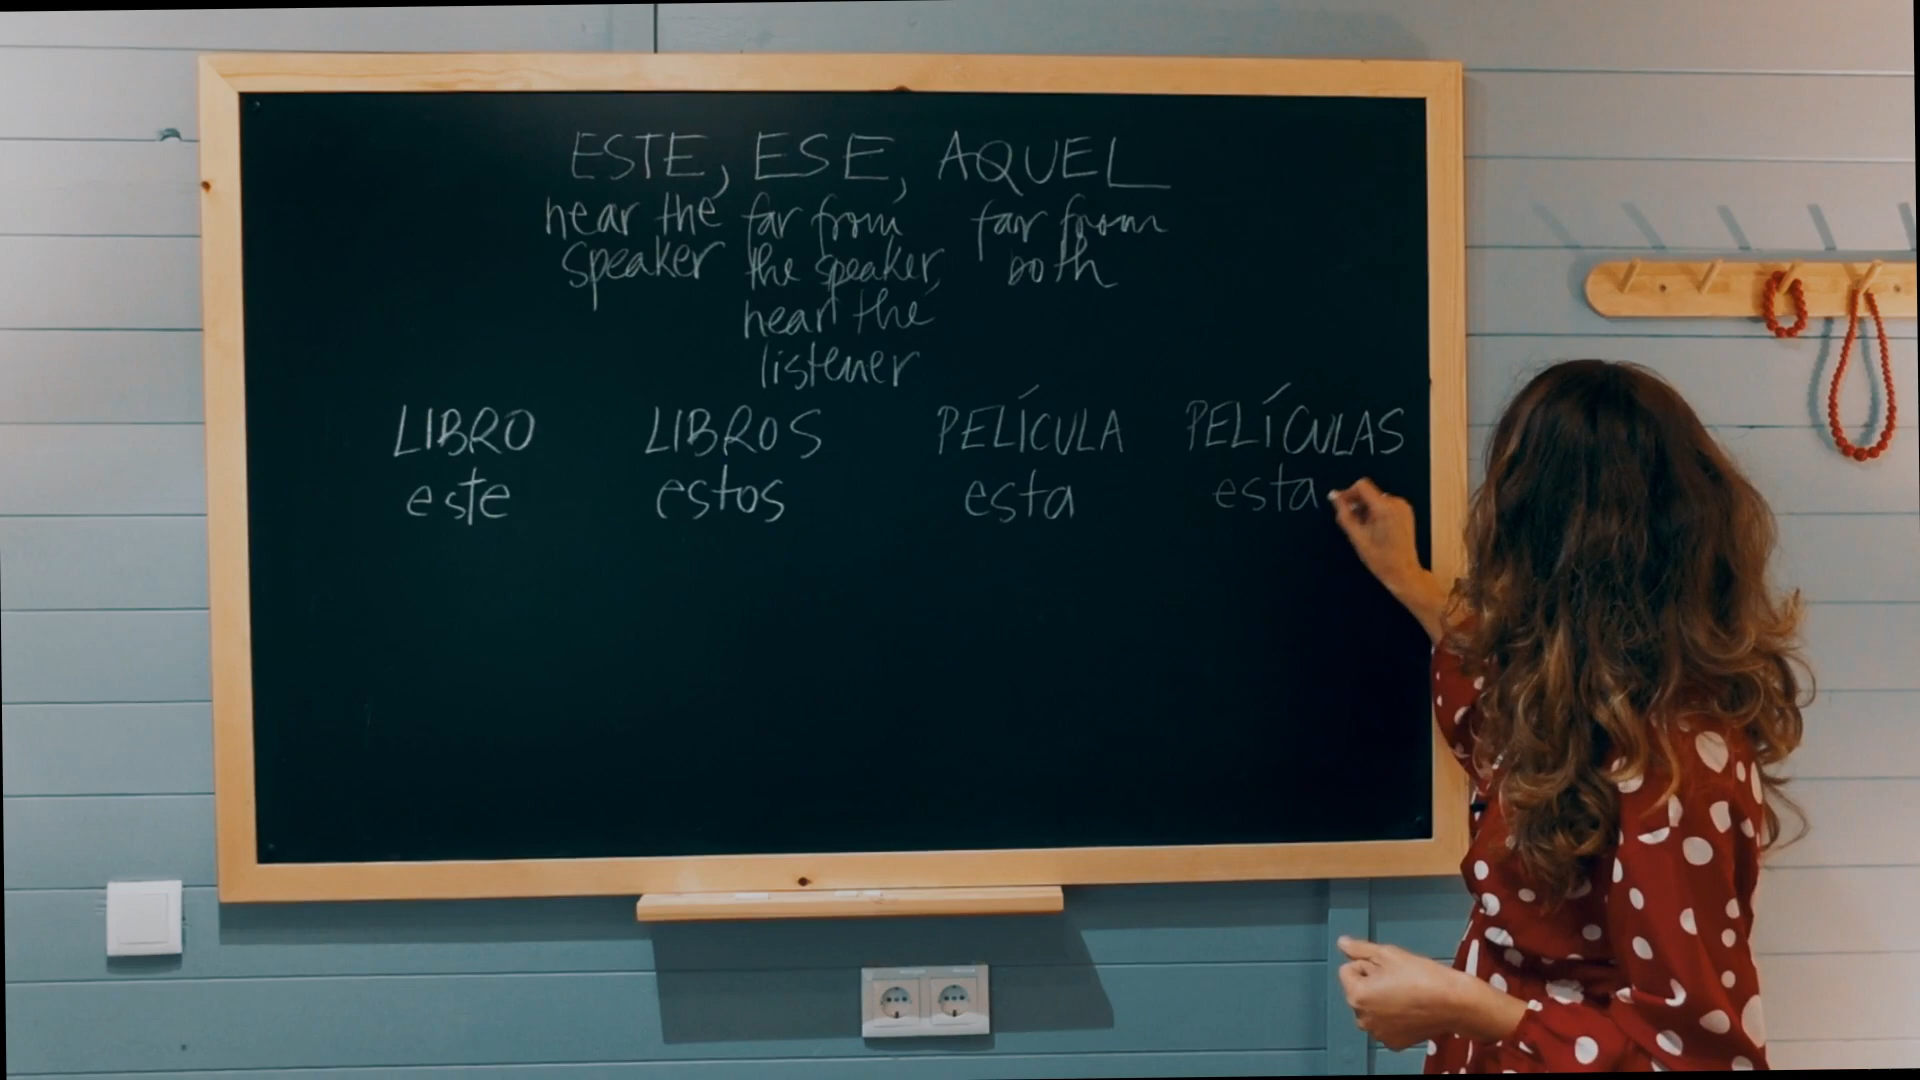 ESTE, ESE, AQUEL
near the far from far from
speaker the speaker, both
near the
listener
LIBRO LIBROS PELÍCULA PELÍCULAS
este estos esta esta